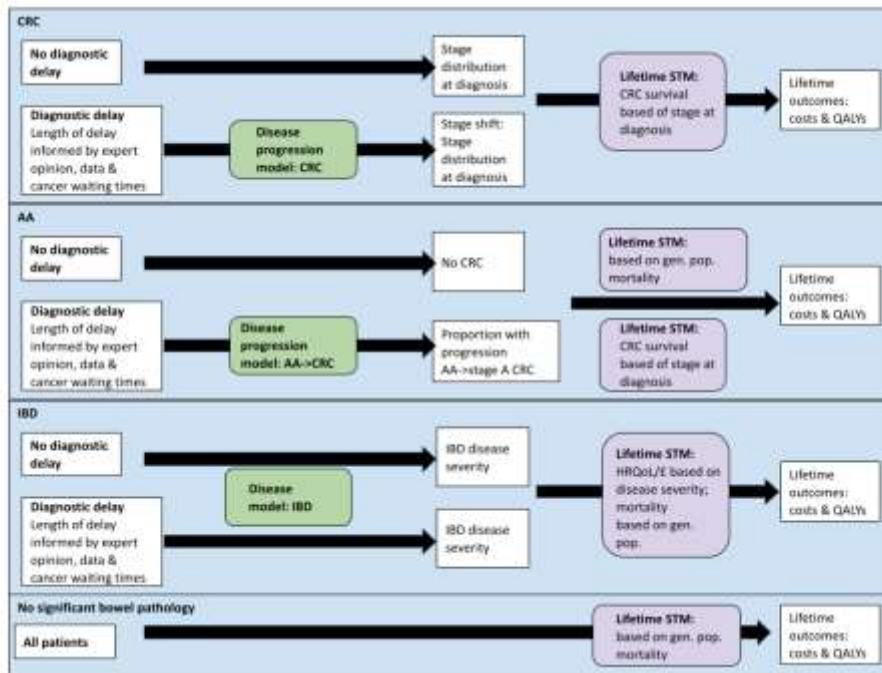 CRC
No diagnostic
delay
Stage
distribution
at diagnosis
Diagnostic delay
Length of delay
informed by expert
opinion, data &
cancer waiting times
Disease
progression
model: CRC
Stage shift:
Stage
distribution
at diagnosis
Lifetime STM:
CRC survival
based of stage at
diagnosis
Lifetime
outcomes:
costs & QALYs
AA
No diagnostic
delay
No CRC
Diagnostic delay
Length of delay
informed by expert
opinion, data &
cancer waiting times
Disease
progression
model: AA->CRC
Proportion with
progression
AA->stage A CRC
Lifetime STM:
based on gen. pop.
mortality
Lifetime STM:
CRC survival
based of stage at
diagnosis
Lifetime
outcomes:
costs & QALYs
IBD
No diagnostic
delay
IBD disease
severity
Disease
model: IBD
Diagnostic delay
Length of delay
informed by expert
opinion, data &
cancer waiting times
IBD disease
severity
Lifetime STM:
HRQoL/£ based on
disease severity;
mortality
based on gen.
pop.
Lifetime
outcomes:
costs & QALYs
No significant bowel pathology
All patients
Lifetime STM:
based on gen. pop.
mortality
Lifetime
outcomes:
costs & QALYs